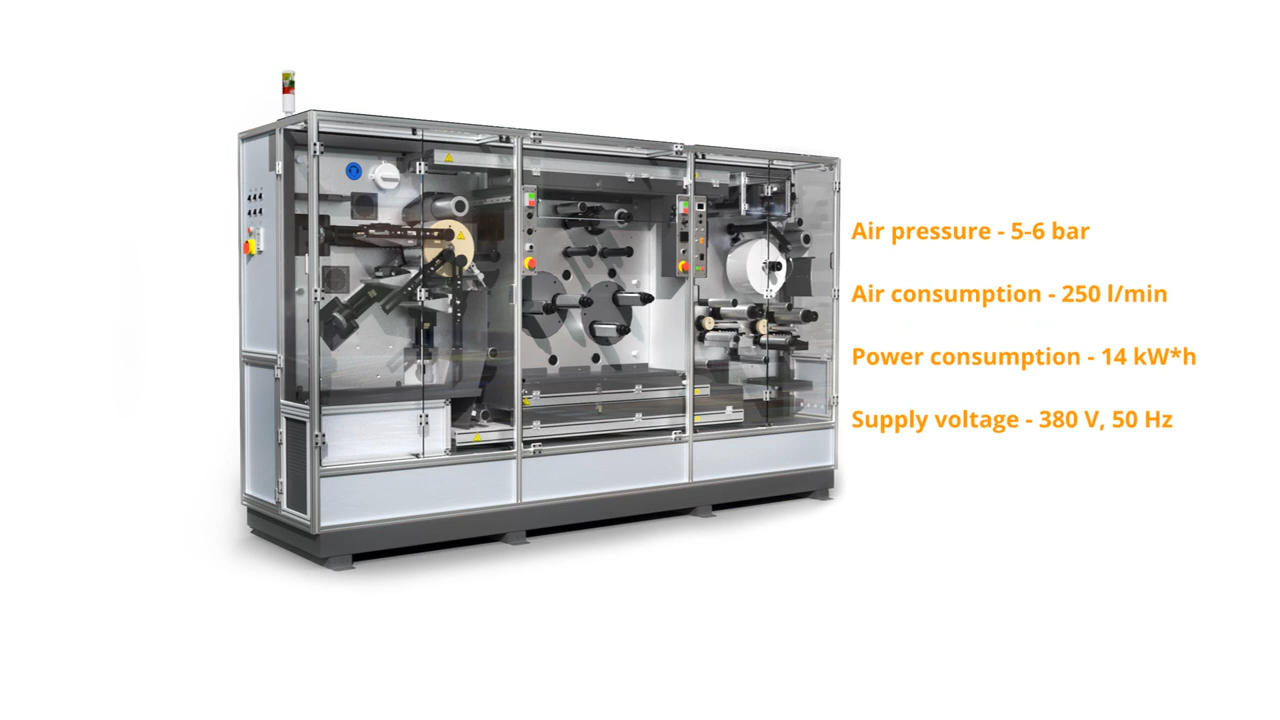 Air pressure - 5-6 bar
Air consumption - 250 l/min
Power consumption - 14 kW*h
Supply voltage - 380 V, 50 Hz